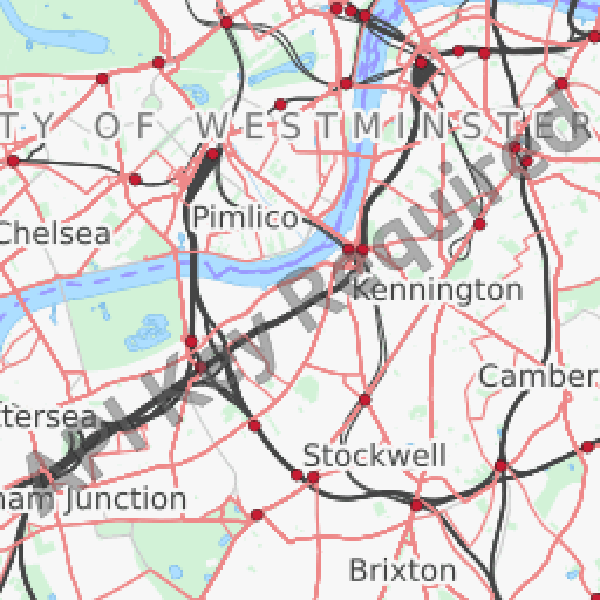 CITY OF WESTMINSTER
Pimlico
Chelsea
Kennington
Camber
ttersea
Stockwell
ham Junction
Brixton
API Key Required